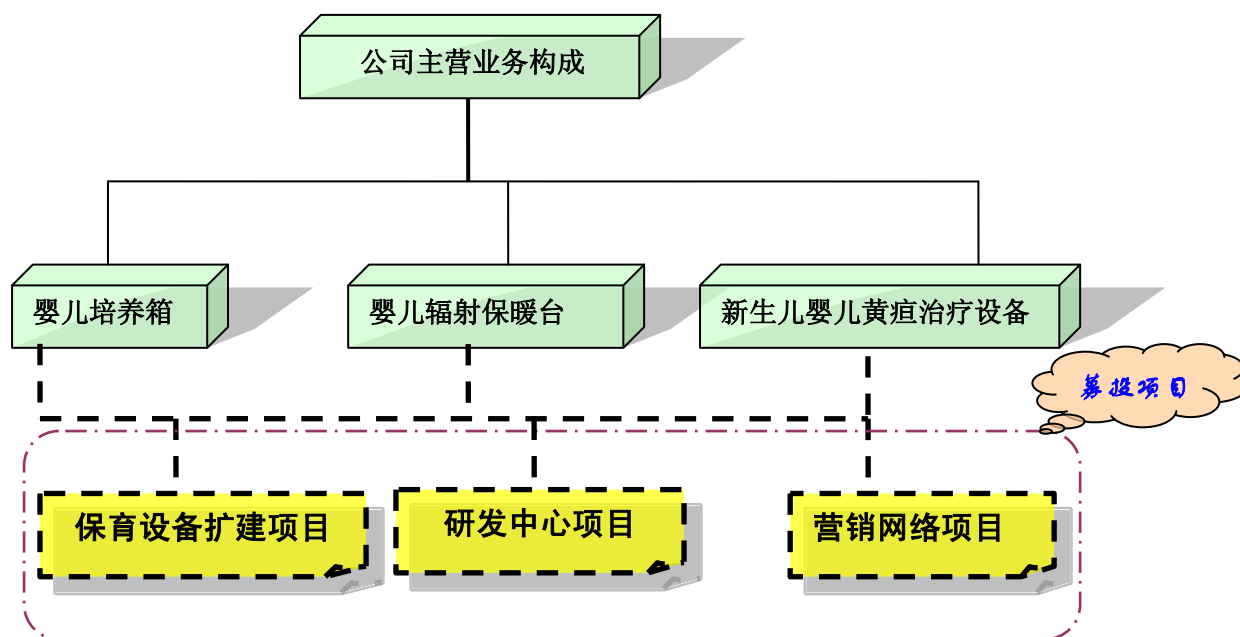 公司主营业务构成
婴儿培养箱
婴儿辐射保暖台
新生儿婴儿黄疸治疗设备
募投项目
保育设备扩建项目
研发中心项目
营销网络项目